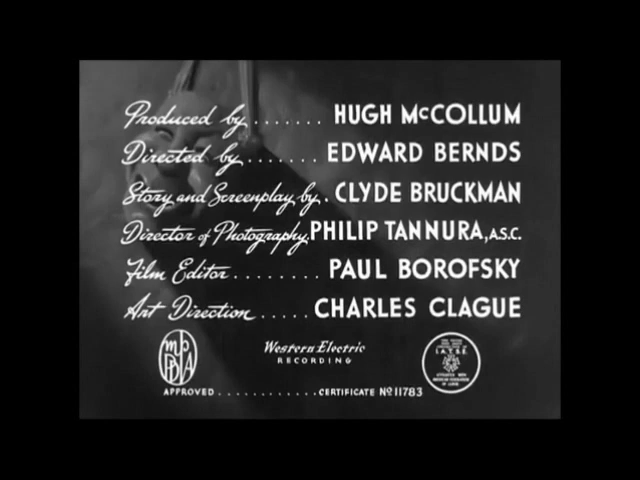 Produced by.......HUGH McCOLLUM
Directed by.......EDWARD BERNDS
Story and Screenplay by.CLYDE BRUCKMAN
Director of Photography.PHILIP TANNURA, A.S.C.
Film Editor........PAUL BOROFSKY
Art Direction.....CHARLES CLAGUE
Western Electric
RECORDING
I.A.T.S.E.
APPROVED............CERTIFICATE No 11783